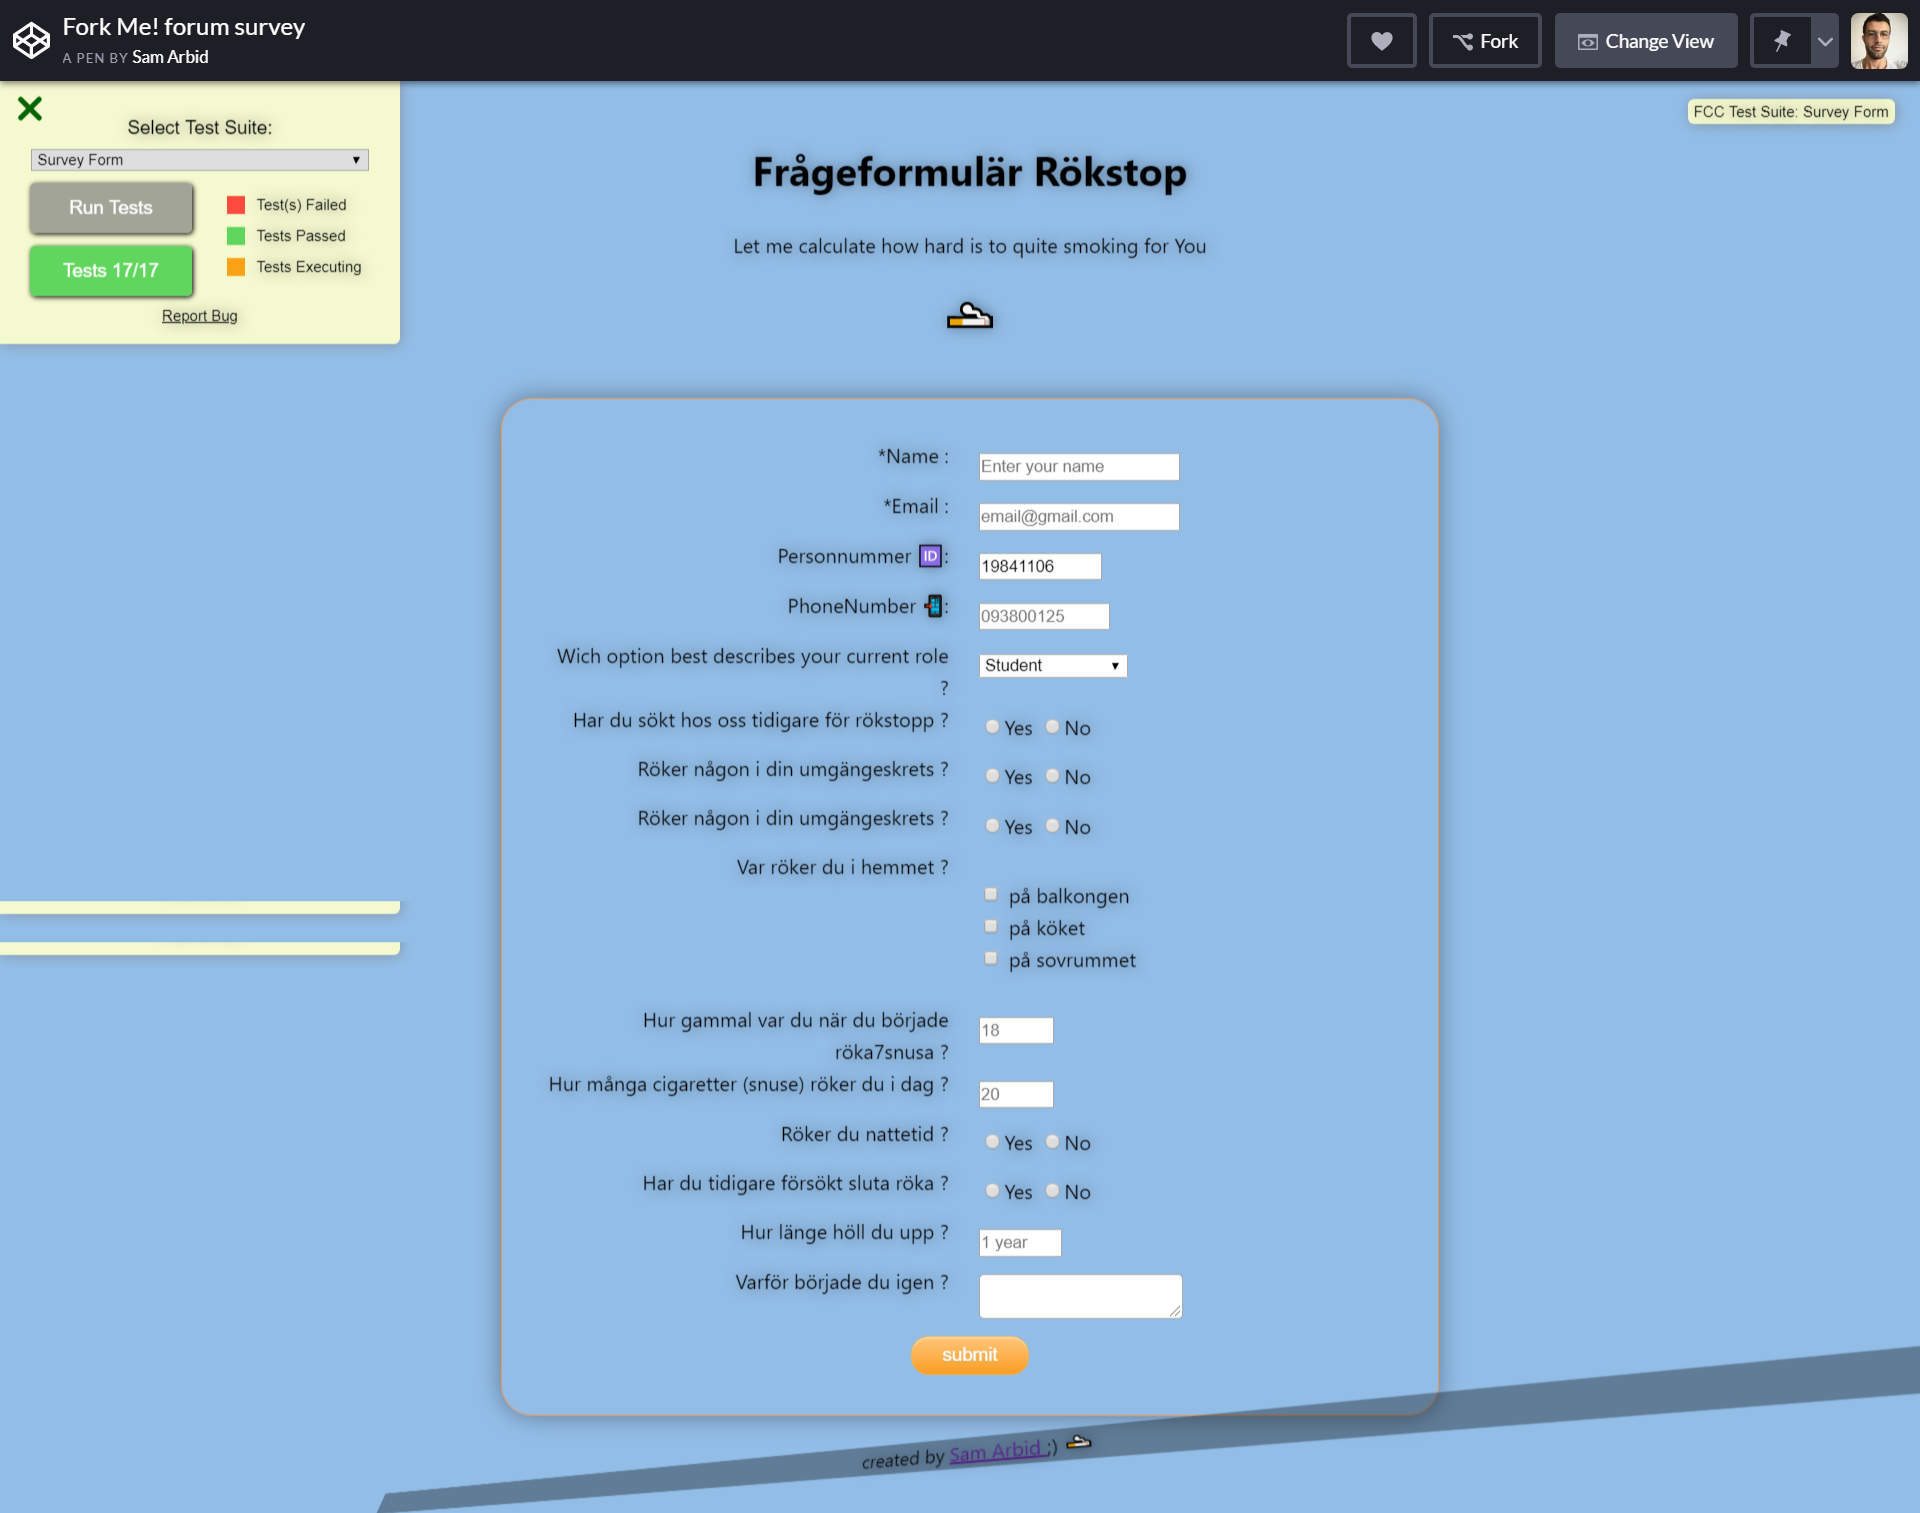 Fork Me! forum survey
A PEN BY Sam Arbid
Fork
Change View
Select Test Suite:
Survey Form
Run Tests
Tests 17/17
Test(s) Failed
Tests Passed
Tests Executing
Report Bug
FCC Test Suite: Survey Form
Frågeformulär Rökstop
Let me calculate how hard is to quite smoking for You
*Name :
Enter your name
*Email :
email@gmail.com
Personnummer ID:
19841106
PhoneNumber :
093800125
Wich option best describes your current role
?
Student
Har du sökt hos oss tidigare för rökstopp ?
Yes No
Röker någon i din umgängeskrets ?
Yes No
Röker någon i din umgängeskrets ?
Yes No
Var röker du i hemmet ?
på balkongen
på köket
på sovrummet
Hur gammal var du när du började
röka7snusa ?
18
Hur många cigaretter (snuse) röker du i dag ?
20
Röker du nattetid ?
Yes No
Har du tidigare försökt sluta röka ?
Yes No
Hur länge höll du upp ?
1 year
Varför började du igen ?
submit
created by Sam Arbid ;)